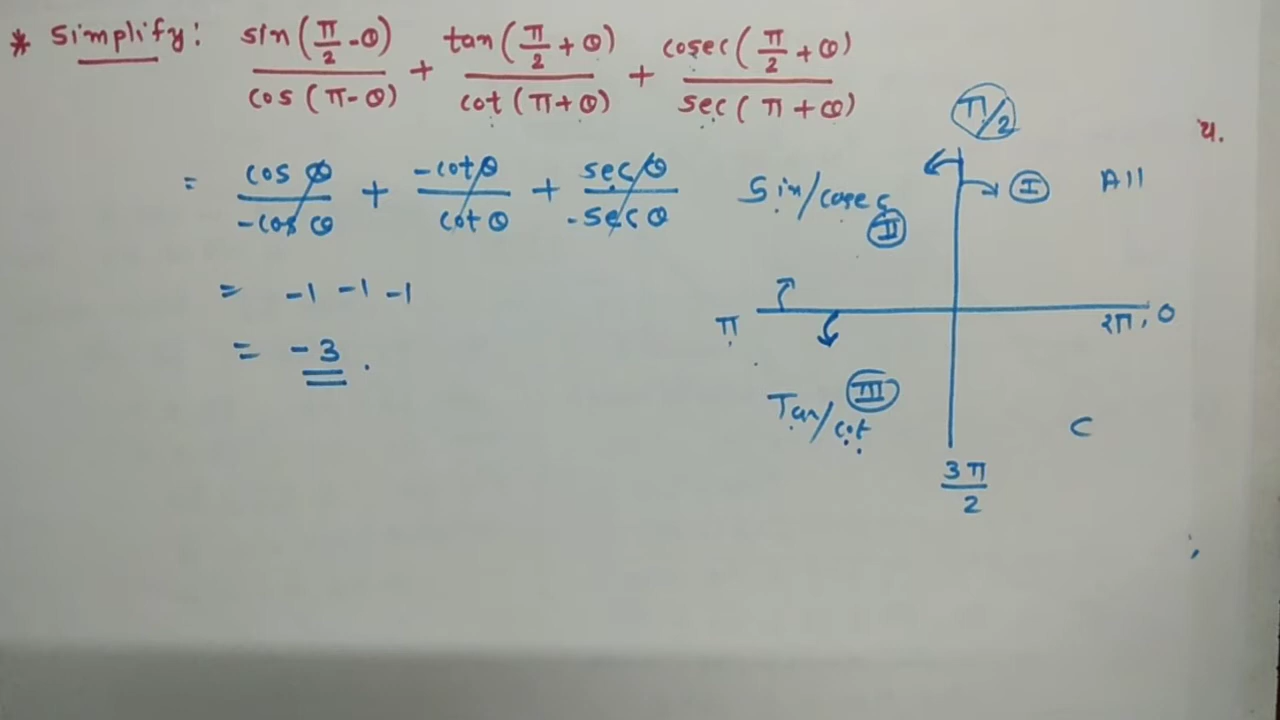 * Simplify: sin(π/2 - θ)/cos(π-θ) + tan(π/2 + θ)/cot(π+θ) + cosec(π/2 + θ)/sec(π+θ)
= cos θ/-cos θ + -cot θ/cot θ + sec θ/-sec θ
= -1 -1 -1
= -3.
π/2
I All
Sin/cosec
II
π
2π, 0
III
Tan/cot
C
3π/2